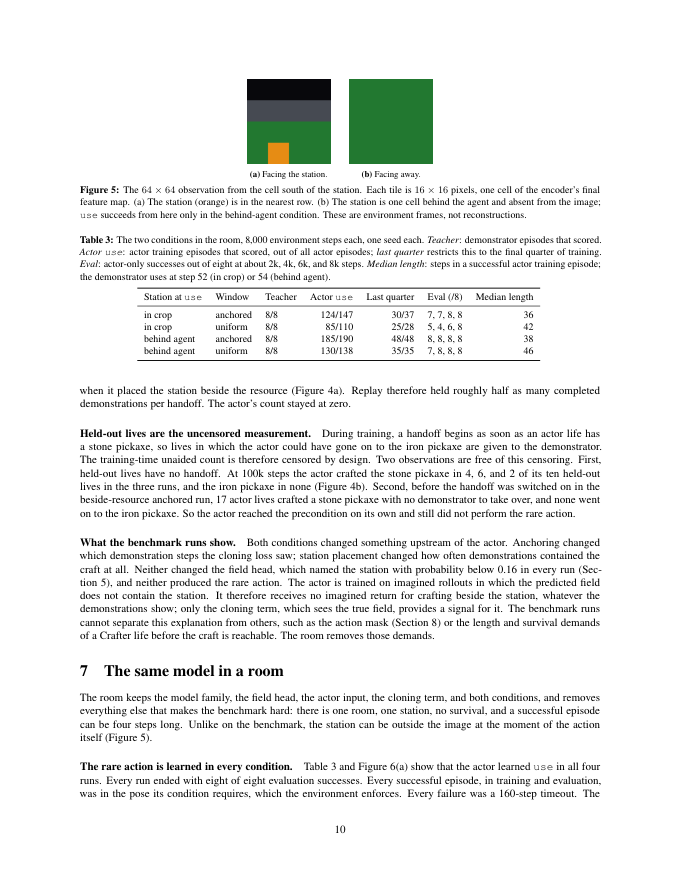 (a) Facing the station.
(b) Facing away.
Figure 5: The 64 × 64 observation from the cell south of the station. Each tile is 16 × 16 pixels, one cell of the encoder's final
feature map. (a) The station (orange) is in the nearest row. (b) The station is one cell behind the agent and absent from the image;
use succeeds from here only in the behind-agent condition. These are environment frames, not reconstructions.
Table 3: The two conditions in the room, 8,000 environment steps each, one seed each. Teacher: demonstrator episodes that scored.
Actor use: actor training episodes that scored, out of all actor episodes; last quarter restricts this to the final quarter of training.
Eval: actor-only successes out of eight at about 2k, 4k, 6k, and 8k steps. Median length: steps in a successful actor training episode;
the demonstrator uses at step 52 (in crop) or 54 (behind agent).
Station at use Window Teacher Actor use Last quarter Eval (/8) Median length
in crop anchored 8/8 124/147 30/37 7, 7, 8, 8 36
in crop uniform 8/8 85/110 25/28 5, 4, 6, 8 42
behind agent anchored 8/8 185/190 48/48 8, 8, 8, 8 38
behind agent uniform 8/8 130/138 35/35 7, 8, 8, 8 46
when it placed the station beside the resource (Figure 4a). Replay therefore held roughly half as many completed
demonstrations per handoff. The actor's count stayed at zero.
Held-out lives are the uncensored measurement. During training, a handoff begins as soon as an actor life has
a stone pickaxe, so lives in which the actor could have gone on to the iron pickaxe are given to the demonstrator.
The training-time unaided count is therefore censored by design. Two observations are free of this censoring. First,
held-out lives have no handoff. At 100k steps the actor crafted the stone pickaxe in 4, 6, and 2 of its ten held-out
lives in the three runs, and the iron pickaxe in none (Figure 4b). Second, before the handoff was switched on in the
beside-resource anchored run, 17 actor lives crafted a stone pickaxe with no demonstrator to take over, and none went
on to the iron pickaxe. So the actor reached the precondition on its own and still did not perform the rare action.
What the benchmark runs show. Both conditions changed something upstream of the actor. Anchoring changed
which demonstration steps the cloning loss saw; station placement changed how often demonstrations contained the
craft at all. Neither changed the field head, which named the station with probability below 0.16 in every run (Sec-
tion 5), and neither produced the rare action. The actor is trained on imagined rollouts in which the predicted field
does not contain the station. It therefore receives no imagined return for crafting beside the station, whatever the
demonstrations show; only the cloning term, which sees the true field, provides a signal for it. The benchmark runs
cannot separate this explanation from others, such as the action mask (Section 8) or the length and survival demands
of a Crafter life before the craft is reachable. The room removes those demands.
7 The same model in a room
The room keeps the model family, the field head, the actor input, the cloning term, and both conditions, and removes
everything else that makes the benchmark hard: there is one room, one station, no survival, and a successful episode
can be four steps long. Unlike on the benchmark, the station can be outside the image at the moment of the action
itself (Figure 5).
The rare action is learned in every condition. Table 3 and Figure 6(a) show that the actor learned use in all four
runs. Every run ended with eight of eight evaluation successes. Every successful episode, in training and evaluation,
was in the pose its condition requires, which the environment enforces. Every failure was a 160-step timeout. The
10